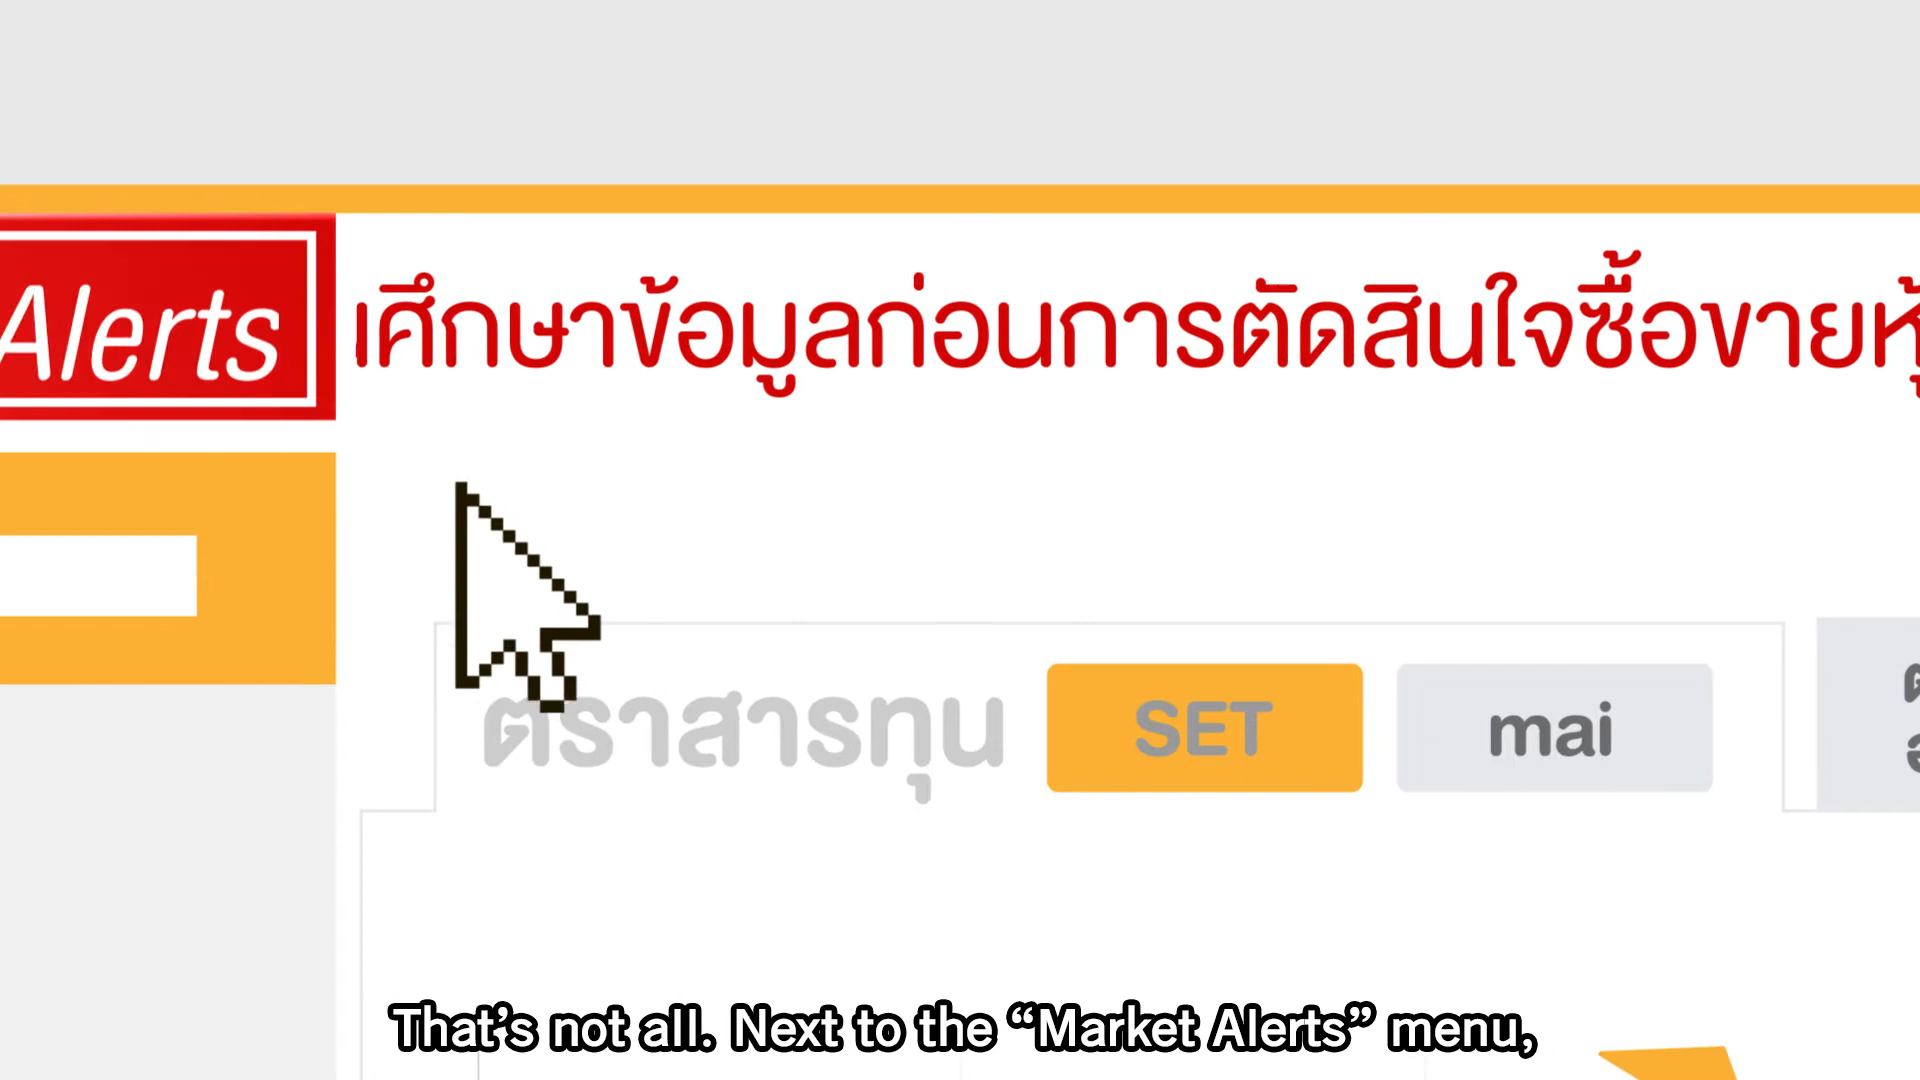 Alerts
เศึกษาข้อมูลก่อนการตัดสินใจซื้อขายหุ้
ตราสารทุน
SET
mai
That's not all. Next to the “Market Alerts” menu,